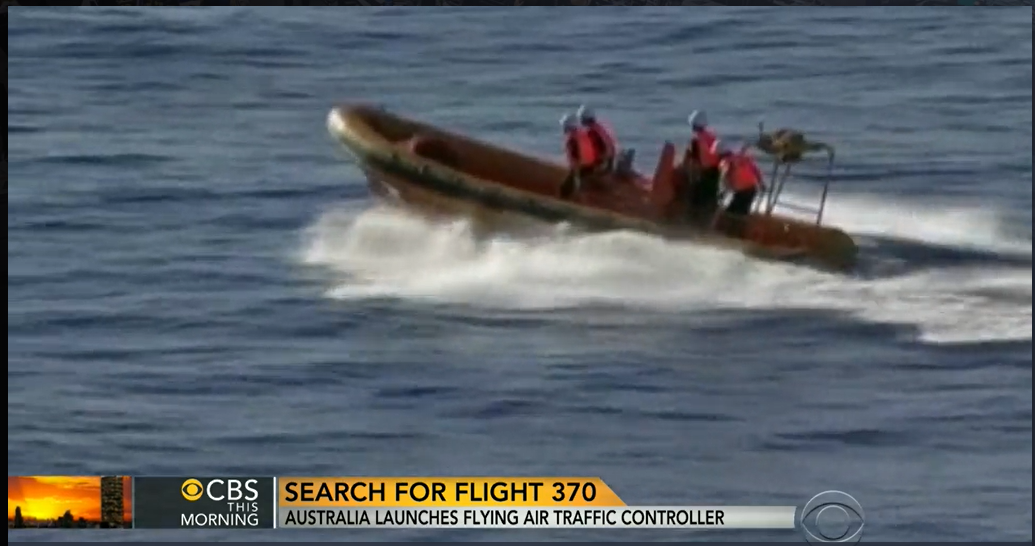 CBS
THIS
MORNING
SEARCH FOR FLIGHT 370
AUSTRALIA LAUNCHES FLYING AIR TRAFFIC CONTROLLER